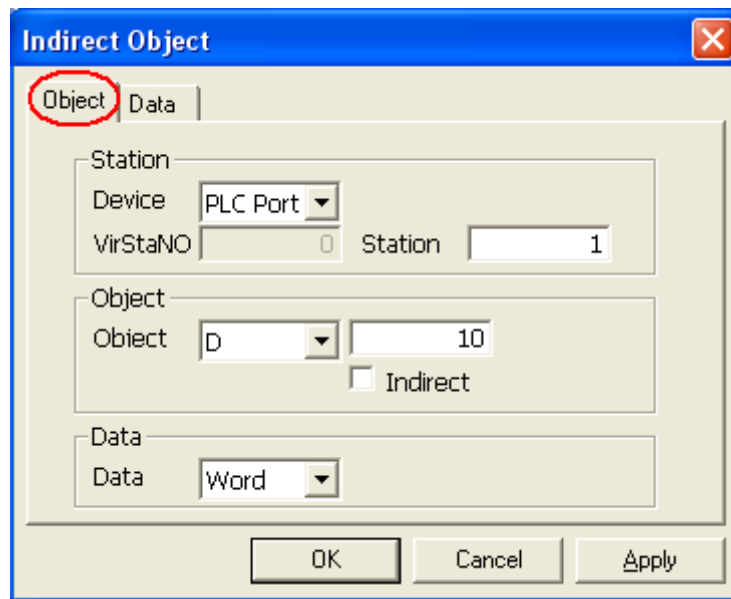 Indirect Object
Object Data
Station
Device PLC Port
VirStaNO 0 Station 1
Object
Obiect D 10
Indirect
Data
Data Word
OK Cancel Apply